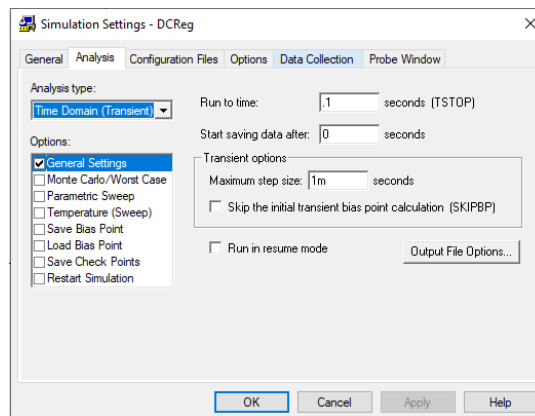 Simulation Settings - DCReg
General Analysis Configuration Files Options Data Collection Probe Window
Analysis type:
Time Domain (Transient)
Options:
General Settings
Monte Carlo/Worst Case
Parametric Sweep
Temperature (Sweep)
Save Bias Point
Load Bias Point
Save Check Points
Restart Simulation
Run to time: .1 seconds (TSTOP)
Start saving data after: 0 seconds
Transient options
Maximum step size: 1m seconds
Skip the initial transient bias point calculation (SKIPBP)
Run in resume mode
Output File Options...
OK Cancel Apply Help